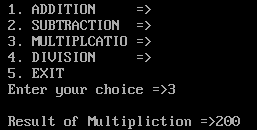 1. ADDITION =>
2. SUBTRACTION =>
3. MULTIPLCATIO =>
4. DIVISION =>
5. EXIT
Enter your choice =>3
Result of Multipliction =>200